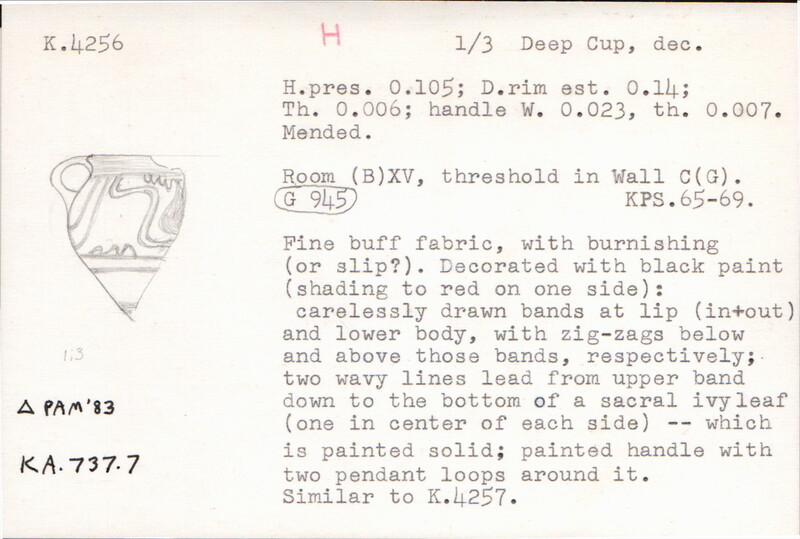 K.4256 H 1/3 Deep Cup, dec.
H.pres. 0.105; D.rim est. 0.14;
Th. 0.006; handle W. 0.023, th. 0.007.
Mended.
Room (B)XV, threshold in Wall C(G).
G 945 KPS.65-69.
Fine buff fabric, with burnishing
(or slip?). Decorated with black paint
(shading to red on one side):
carelessly drawn bands at lip (in+out)
and lower body, with zig-zags below
and above those bands, respectively;
two wavy lines lead from upper band
down to the bottom of a sacral ivy leaf
(one in center of each side) -- which
is painted solid; painted handle with
two pendant loops around it.
Similar to K.4257.
1:3
Δ PAM'83
KA.737.7